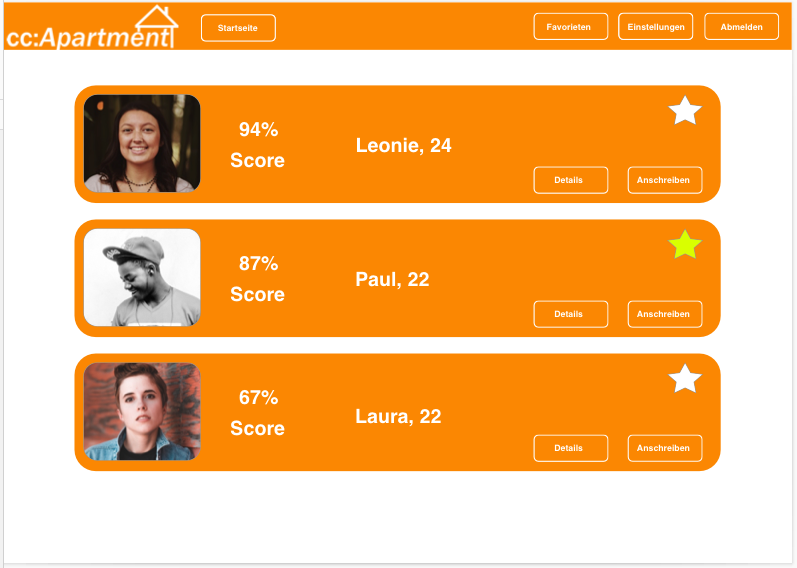 cc:Apartment
Startseite
Favorieten
Einstellungen
Abmelden
94%
Score
Leonie, 24
Details
Anschreiben
87%
Score
Paul, 22
Details
Anschreiben
67%
Score
Laura, 22
Details
Anschreiben